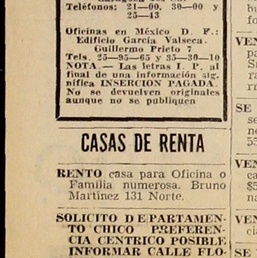 Teléfonos: 21—09, 30—00 y
25—43
Oficinas en México D. F.:
Edificio García Valseca.
Guillermo Prieto 7
Tels. 25—95—65 y 35—30—10
NOTA.— Las letras I. P. al
final de una información sig-
nifica INSERCION PAGADA.
No se devuelven originales
aunque no se publiquen
CASAS DE RENTA
RENTO casa para Oficina o
Familia numerosa. Bruno
Martínez 131 Norte.
SOLICITO DEPARTAMEN-
TO CHICO PREFEREN-
CIA CENTRICO POSIBLE
INFORMAR CALLE FLO-